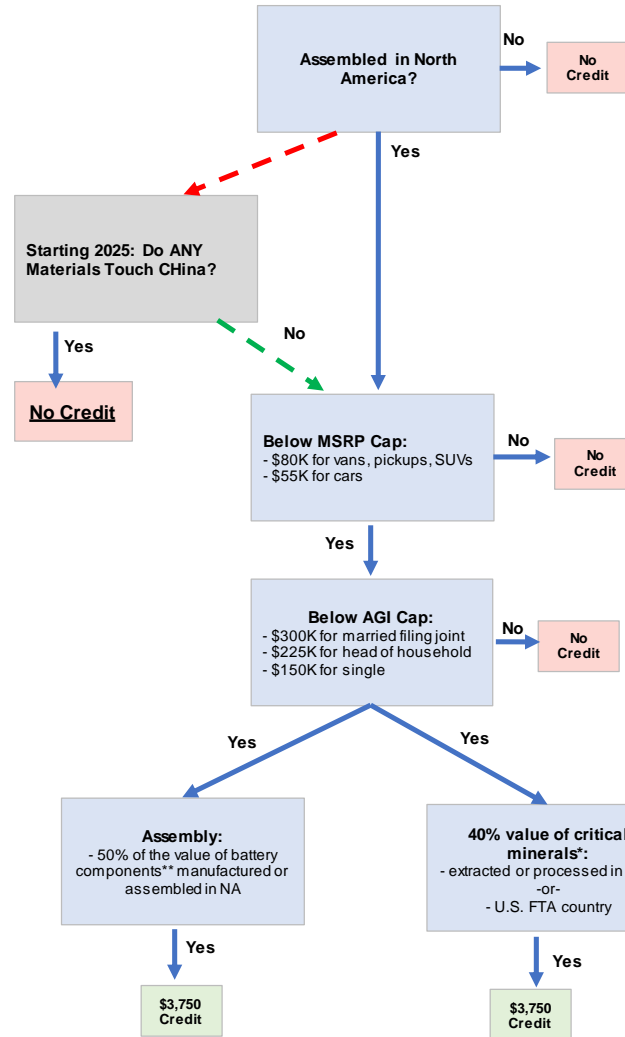 Assembled in North
America?
No
No
Credit
Yes
Starting 2025: Do ANY
Materials Touch CHina?
No
Yes
No Credit
Below MSRP Cap:
- $80K for vans, pickups, SUVs
- $55K for cars
No
No
Credit
Yes
Below AGI Cap:
- $300K for married filing joint
- $225K for head of household
- $150K for single
No
No
Credit
Yes
Yes
Assembly:
- 50% of the value of battery
components** manufactured or
assembled in NA
40% value of critical
minerals*:
- extracted or processed in
-or-
- U.S. FTA country
Yes
Yes
$3,750
Credit
$3,750
Credit